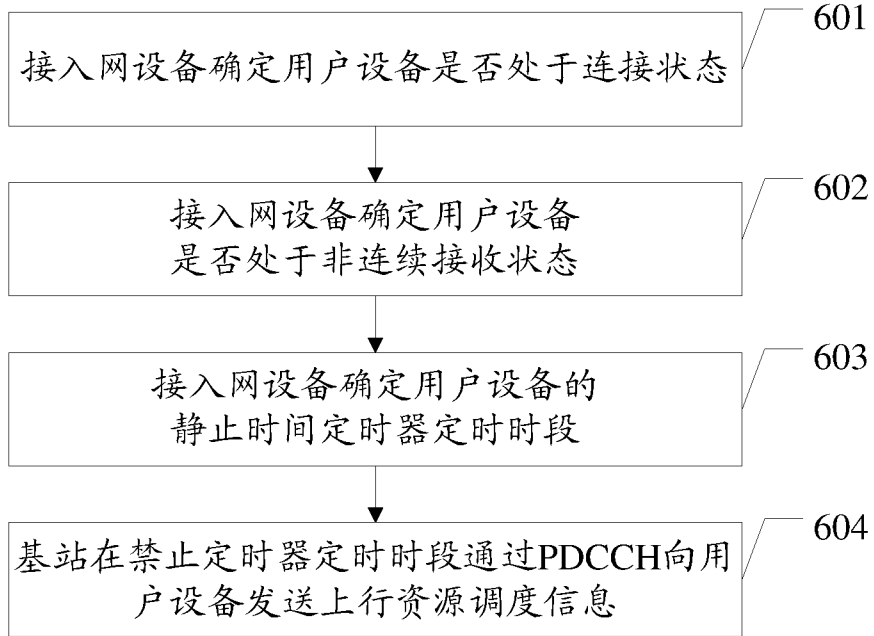 601
接入网设备确定用户设备是否处于连接状态
602
接入网设备确定用户设备
是否处于非连续接收状态
603
接入网设备确定用户设备的
静止时间定时器定时时段
604
基站在禁止定时器定时时段通过PDCCH向用
户设备发送上行资源调度信息